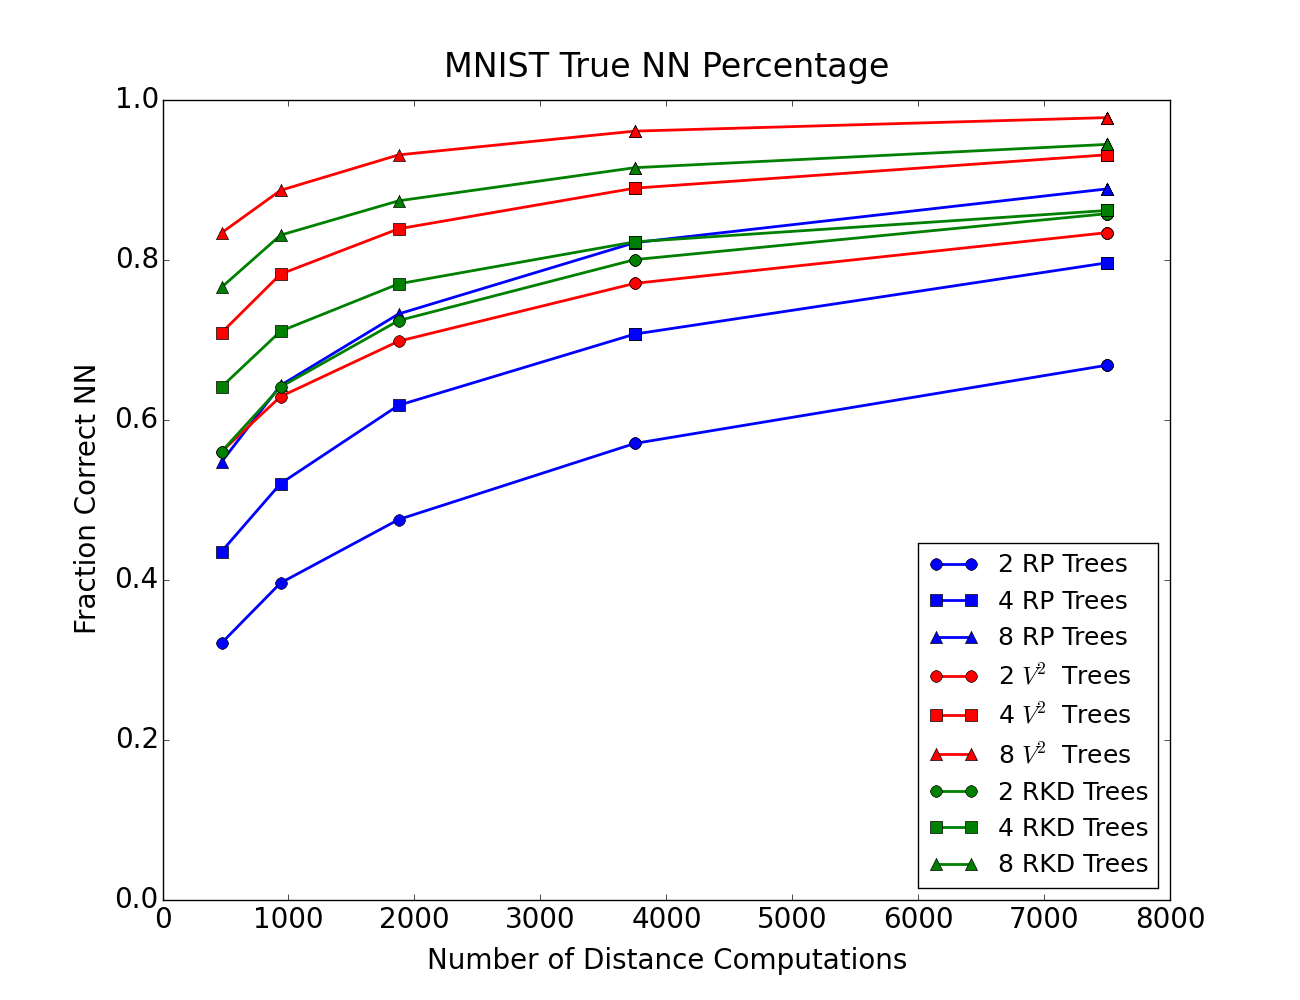 MNIST True NN Percentage
1.0
0.8
0.6
0.4
0.2
0.0
Fraction Correct NN
2 RP Trees
4 RP Trees
8 RP Trees
2 V² Trees
4 V² Trees
8 V² Trees
2 RKD Trees
4 RKD Trees
8 RKD Trees
0 1000 2000 3000 4000 5000 6000 7000 8000
Number of Distance Computations